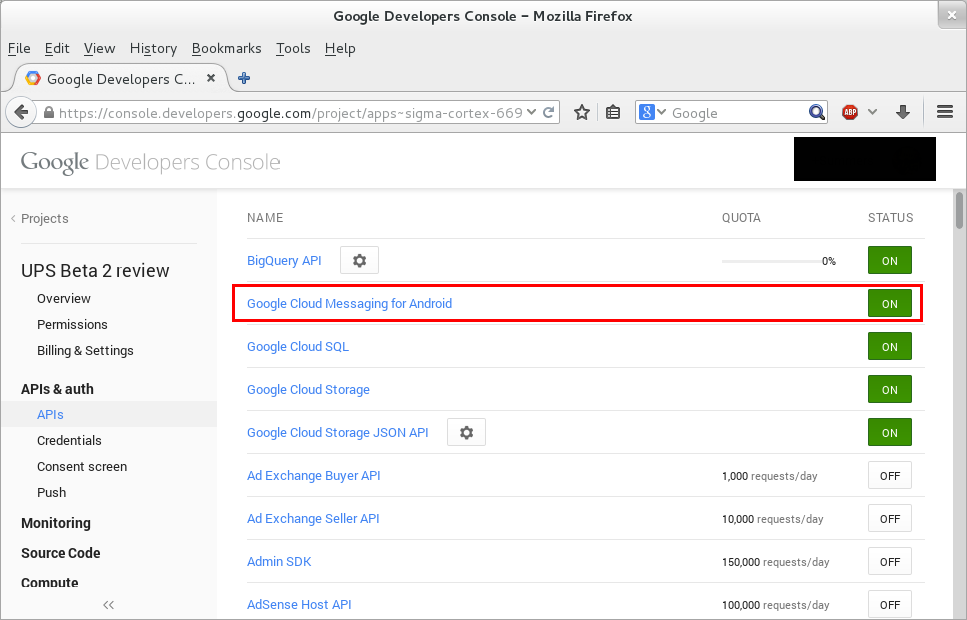 Google Developers Console – Mozilla Firefox
File Edit View History Bookmarks Tools Help
Google Developers C...
https://console.developers.google.com/project/apps~sigma-cortex-669
8 Google ABP
Google Developers Console
Projects
UPS Beta 2 review
Overview
Permissions
Billing & Settings
APIs & auth
APIs
Credentials
Consent screen
Push
Monitoring
Source Code
Compute
NAME QUOTA STATUS
BigQuery API 0% ON
Google Cloud Messaging for Android ON
Google Cloud SQL ON
Google Cloud Storage ON
Google Cloud Storage JSON API ON
Ad Exchange Buyer API 1,000 requests/day OFF
Ad Exchange Seller API 10,000 requests/day OFF
Admin SDK 150,000 requests/day OFF
AdSense Host API 100,000 requests/day OFF